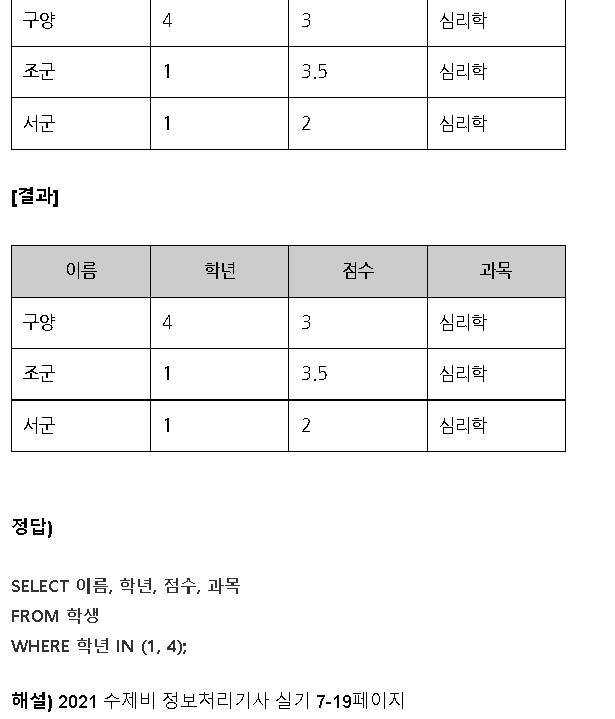 구양 4 3 심리학
조군 1 3.5 심리학
서군 1 2 심리학
[결과]
이름 학년 점수 과목
구양 4 3 심리학
조군 1 3.5 심리학
서군 1 2 심리학
정답)
SELECT 이름, 학년, 점수, 과목
FROM 학생
WHERE 학년 IN (1, 4);
해설) 2021 수제비 정보처리기사 실기 7-19페이지